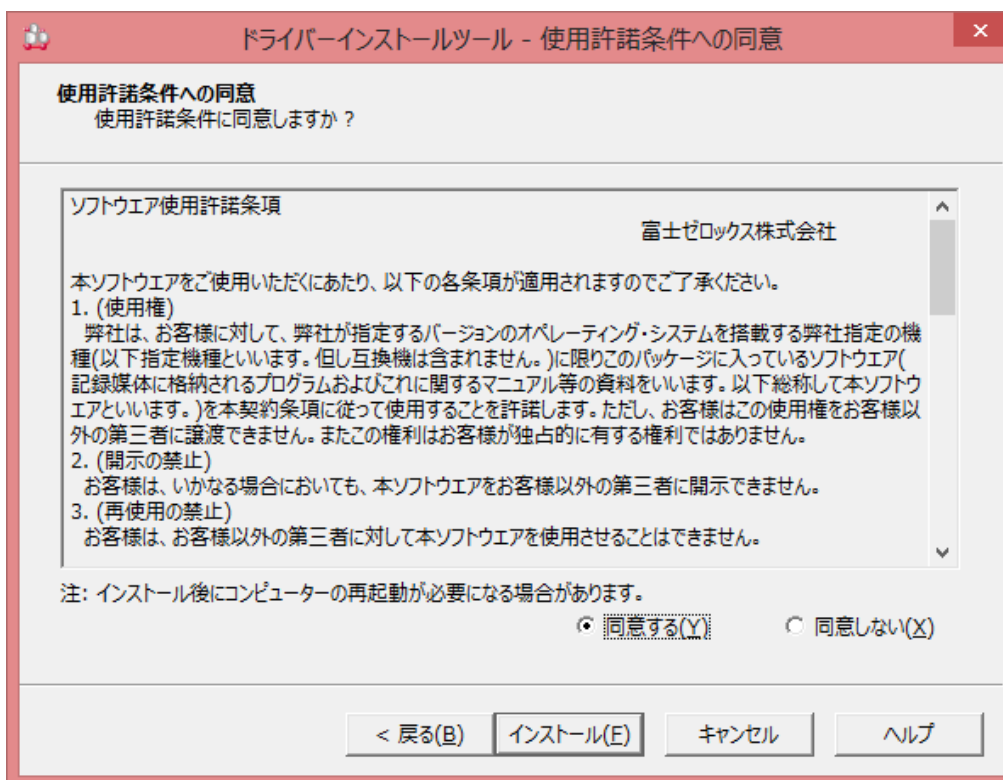 ドライバーインストールツール - 使用許諾条件への同意
使用許諾条件への同意
使用許諾条件に同意しますか？
ソフトウエア使用許諾条項
富士ゼロックス株式会社
本ソフトウエアをご使用いただくにあたり、以下の各条項が適用されますのでご了承ください。
1. (使用権)
弊社は、お客様に対して、弊社が指定するバージョンのオペレーティング・システムを搭載する弊社指定の機
種(以下指定機種といいます。但し互換機は含まれません。)に限りこのパッケージに入っているソフトウエア(
記録媒体に格納されるプログラムおよびこれに関するマニュアル等の資料をいいます。以下総称して本ソフトウ
エアといいます。)を本契約条項に従って使用することを許諾します。ただし、お客様はこの使用権をお客様以
外の第三者に譲渡できません。またこの権利はお客様が独占的に有する権利ではありません。
2. (開示の禁止)
お客様は、いかなる場合においても、本ソフトウエアをお客様以外の第三者に開示できません。
3. (再使用の禁止)
お客様は、お客様以外の第三者に対して本ソフトウエアを使用させることはできません。
注: インストール後にコンピューターの再起動が必要になる場合があります。
同意する(Y) 同意しない(X)
< 戻る(B) インストール(F) キャンセル ヘルプ